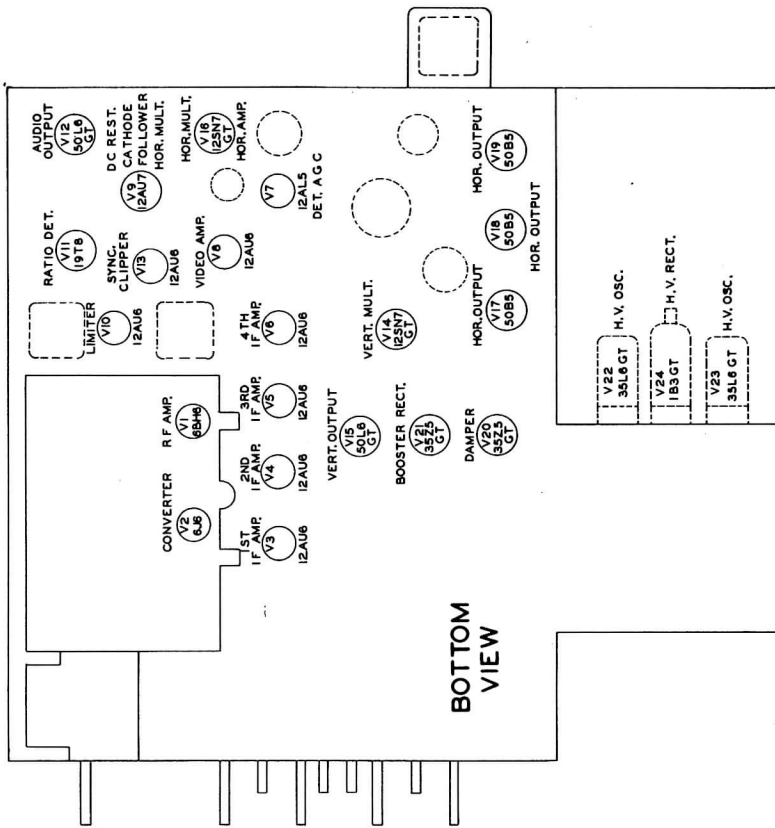 AUDIO
OUTPUT
V12
50L6
GT
DC REST.
CATHODE
FOLLOWER
HOR. MULT.
V9
12AU7
HOR. MULT.
V16
12SN7
GT
HOR. AMP.
V7
12AL5
DET. AGC
RATIO DET.
V11
19T8
SYNC.
CLIPPER
V13
12AU6
VIDEO AMP.
V8
12AU6
LIMITER
V10
12AU6
4TH
IF AMP.
V6
12AU6
3RD
IF AMP.
V5
12AU6
2ND
IF AMP.
V4
12AU6
1ST
IF AMP.
V3
12AU6
RF AMP.
V1
6BH6
CONVERTER
V2
6J6
VERT. MULT.
V14
12SN7
GT
VERT. OUTPUT
V15
50L6
GT
BOOSTER RECT.
V21
35Z5
GT
DAMPER
V20
35Z5
GT
HOR. OUTPUT
V19
50B5
V18
50B5
HOR. OUTPUT
HOR. OUTPUT
V17
50B5
V22
35L6 GT
H.V. OSC.
V24
1B3GT
H.V. RECT.
V23
35L6 GT
H.V. OSC.
BOTTOM
VIEW